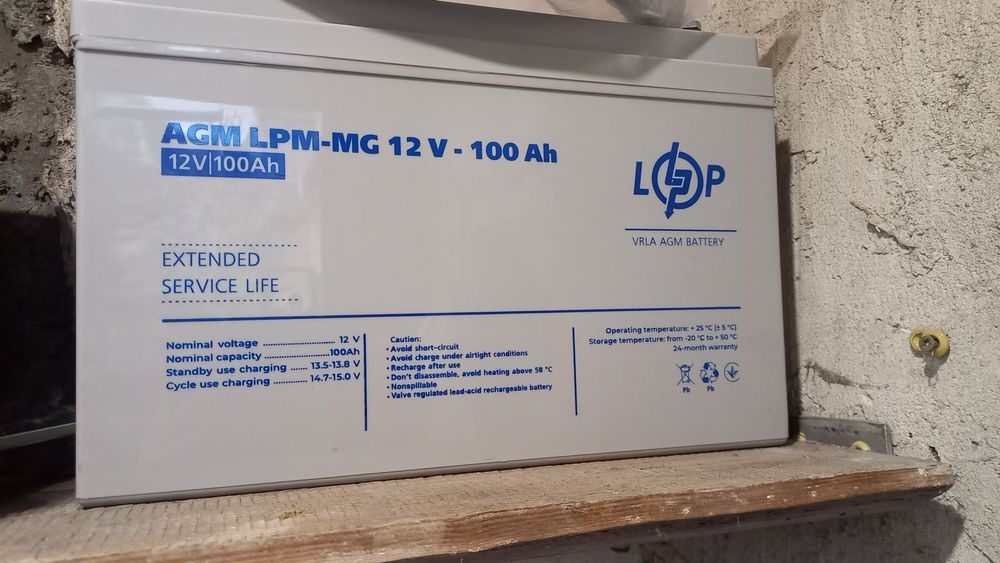 AGM LPM-MG 12 V - 100 Ah
12V|100Ah
LP
VRLA AGM BATTERY
EXTENDED
SERVICE LIFE
Nominal voltage ........................ 12 V
Nominal capacity ......................100Ah
Standby use charging ...... 13.5-13.8 V
Cycle use charging ........... 14.7-15.0 V
Caution:
• Avoid short-circuit
• Avoid charge under airtight conditions
• Recharge after use
• Don't disassemble, avoid heating above 50 °C
• Nonspillable
• Valve regulated lead-acid rechargeable battery
Operating temperature: + 25 °C (± 5 °C)
Storage temperature: from -20 °C to + 50 °C
24-month warranty
Pb Pb